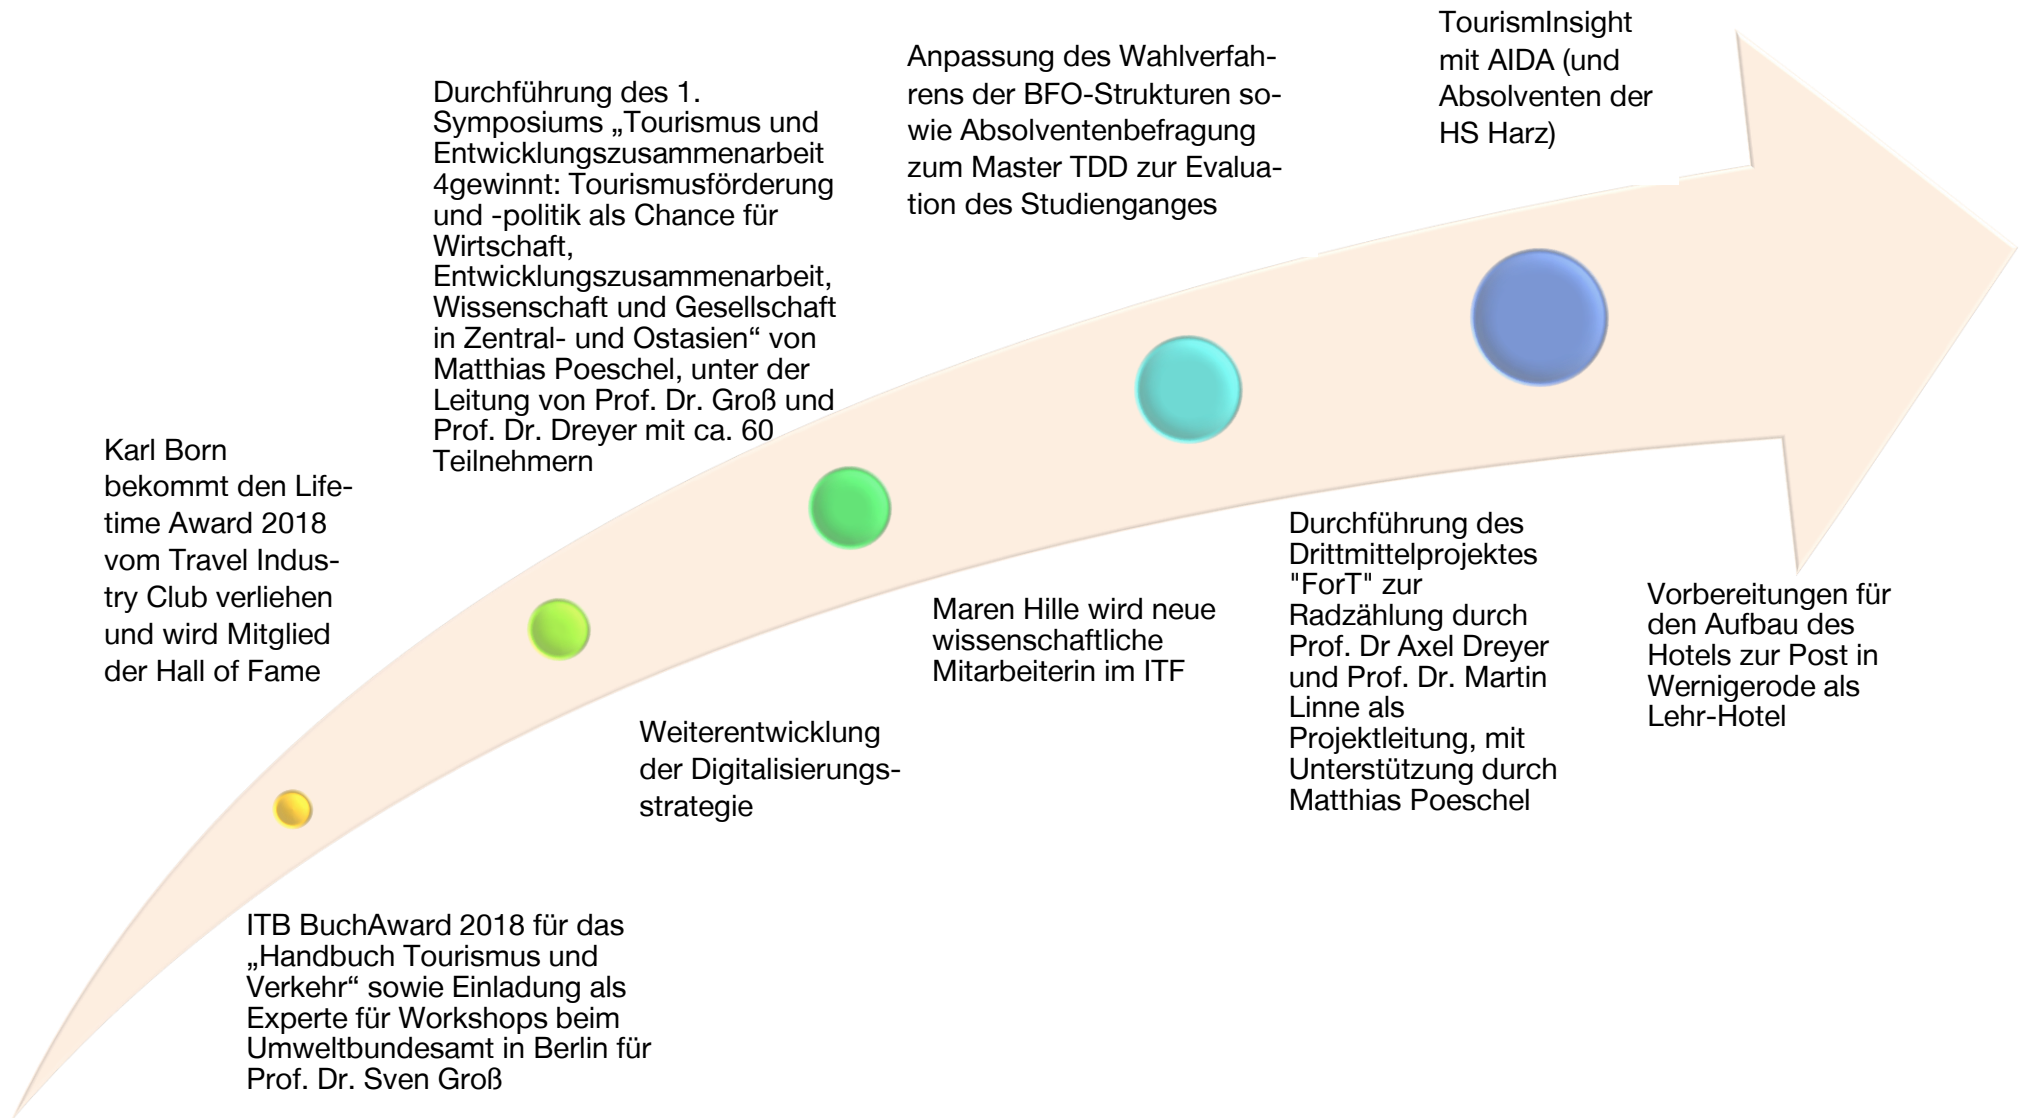 Karl Born
bekommt den Life-
time Award 2018
vom Travel Indus-
try Club verliehen
und wird Mitglied
der Hall of Fame
ITB BuchAward 2018 für das
„Handbuch Tourismus und
Verkehr“ sowie Einladung als
Experte für Workshops beim
Umweltbundesamt in Berlin für
Prof. Dr. Sven Groß
Durchführung des 1.
Symposiums „Tourismus und
Entwicklungszusammenarbeit
4gewinnt: Tourismusförderung
und -politik als Chance für
Wirtschaft,
Entwicklungszusammenarbeit,
Wissenschaft und Gesellschaft
in Zentral- und Ostasien“ von
Matthias Poeschel, unter der
Leitung von Prof. Dr. Groß und
Prof. Dr. Dreyer mit ca. 60
Teilnehmern
Weiterentwicklung
der Digitalisierungs-
strategie
Anpassung des Wahlverfah-
rens der BFO-Strukturen so-
wie Absolventenbefragung
zum Master TDD zur Evalua-
tion des Studienganges
Maren Hille wird neue
wissenschaftliche
Mitarbeiterin im ITF
Durchführung des
Drittmittelprojektes
"ForT" zur
Radzählung durch
Prof. Dr Axel Dreyer
und Prof. Dr. Martin
Linne als
Projektleitung, mit
Unterstützung durch
Matthias Poeschel
TourismInsight
mit AIDA (und
Absolventen der
HS Harz)
Vorbereitungen für
den Aufbau des
Hotels zur Post in
Wernigerode als
Lehr-Hotel